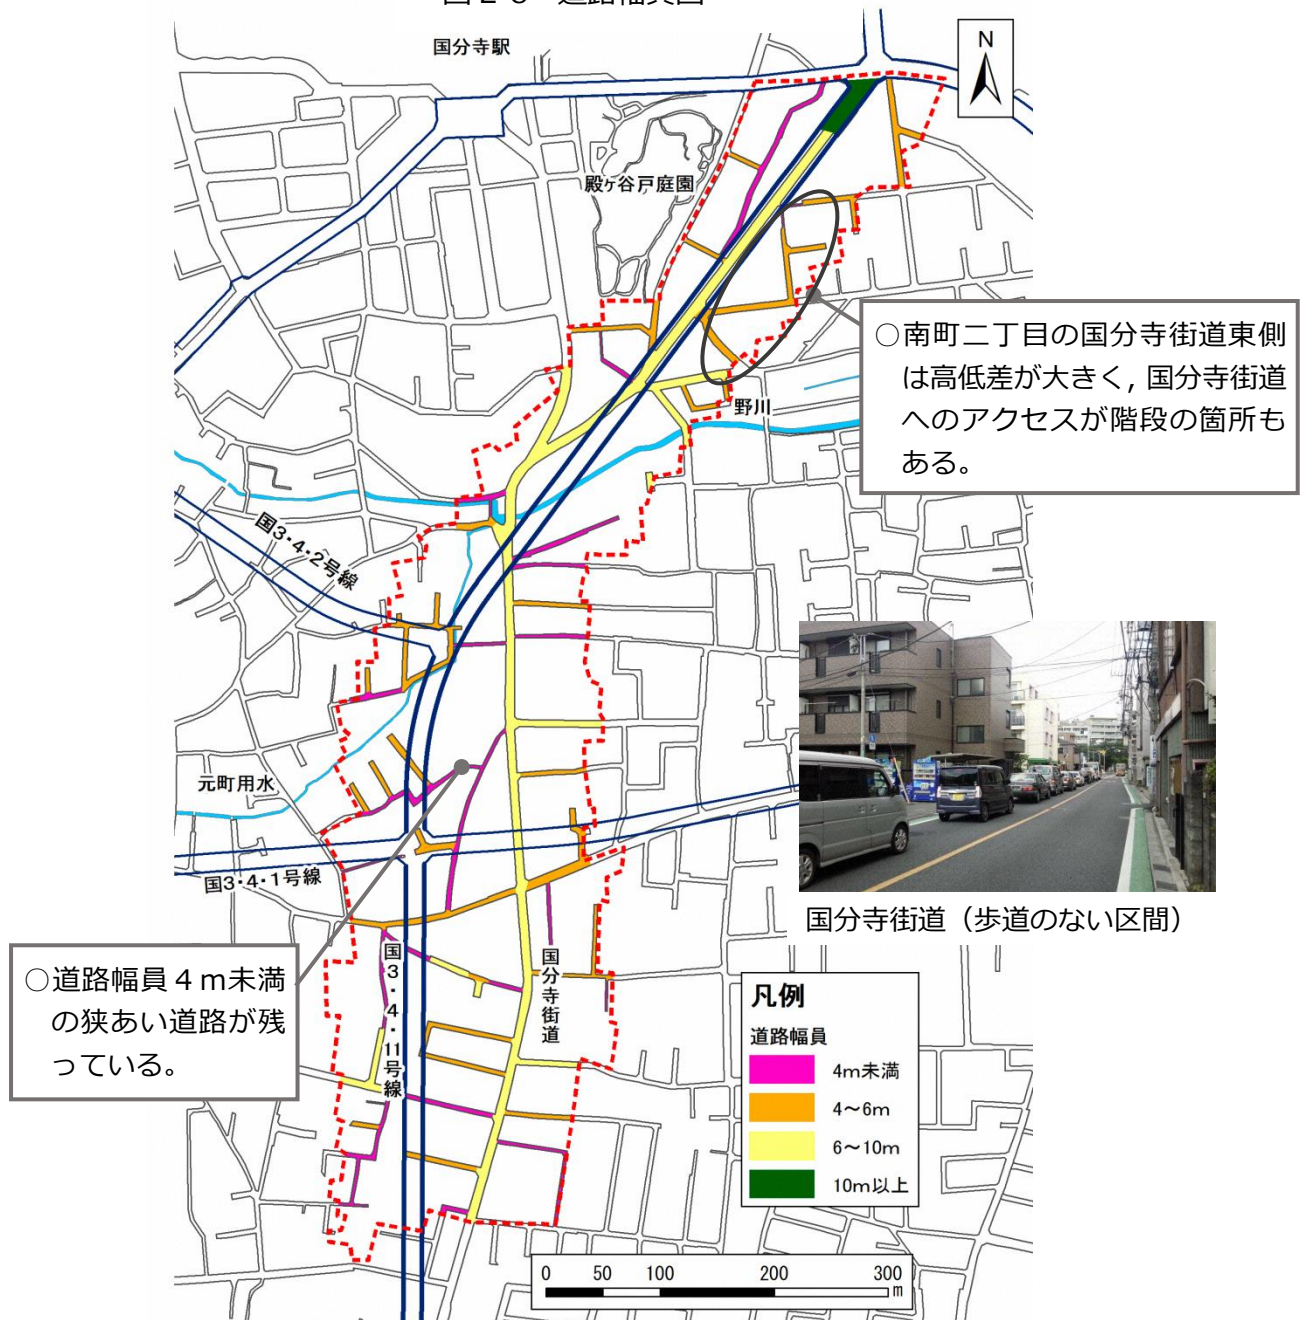 国分寺駅
N
殿ヶ谷戸庭園
○南町二丁目の国分寺街道東側
は高低差が大きく，国分寺街道
へのアクセスが階段の箇所も
ある。
野川
国3・4・2号線
元町用水
国3・4・1号線
国分寺街道（歩道のない区間）
○道路幅員４ｍ未満
の狭あい道路が残
っている。
国3・4・11号線
国分寺街道
凡例
道路幅員
4m未満
4～6m
6～10m
10m以上
0 50 100 200 300
m